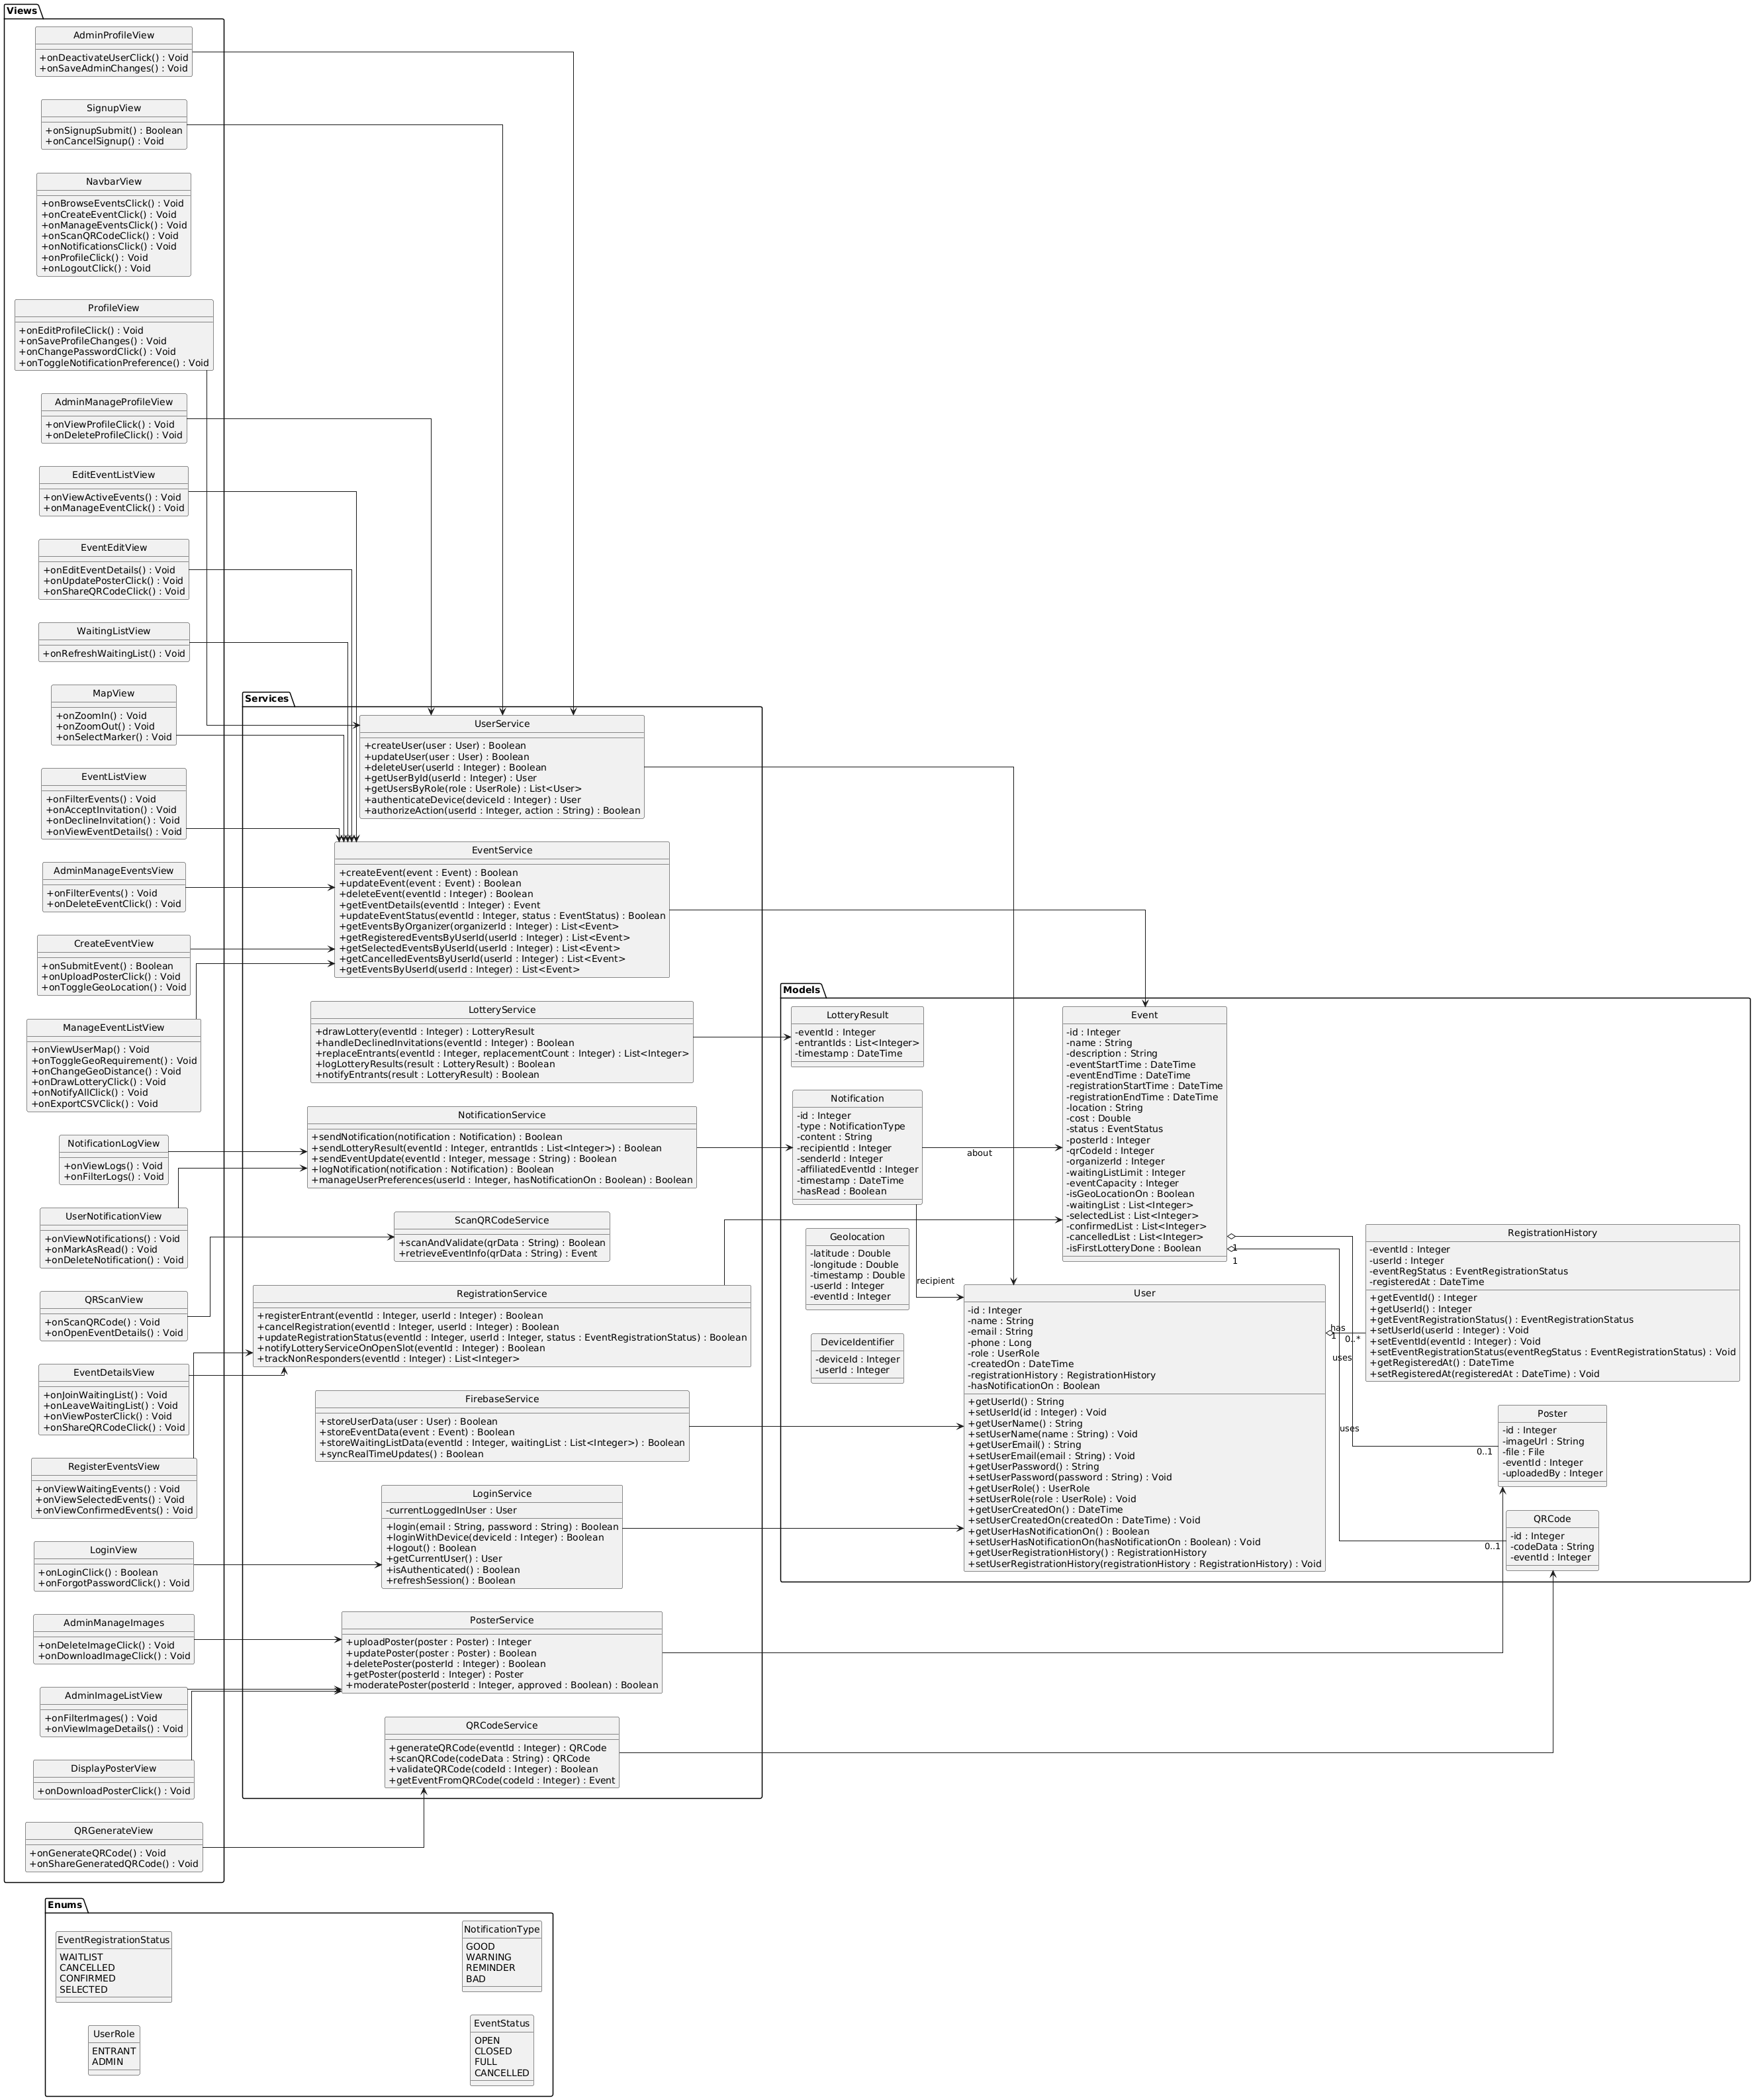 Views
AdminProfileView
+onDeactivateUserClick() : Void
+onSaveAdminChanges() : Void
SignupView
+onSignupSubmit() : Boolean
+onCancelSignup() : Void
NavbarView
+onBrowseEventsClick() : Void
+onCreateEventClick() : Void
+onManageEventsClick() : Void
+onScanQRCodeClick() : Void
+onNotificationsClick() : Void
+onProfileClick() : Void
+onLogoutClick() : Void
ProfileView
+onEditProfileClick() : Void
+onSaveProfileChanges() : Void
+onChangePasswordClick() : Void
+onToggleNotificationPreference() : Void
AdminManageProfileView
+onViewProfileClick() : Void
+onDeleteProfileClick() : Void
EditEventListView
+onViewActiveEvents() : Void
+onManageEventClick() : Void
EventEditView
+onEditEventDetails() : Void
+onUpdatePosterClick() : Void
+onShareQRCodeClick() : Void
WaitingListView
+onRefreshWaitingList() : Void
MapView
+onZoomIn() : Void
+onZoomOut() : Void
+onSelectMarker() : Void
EventListView
+onFilterEvents() : Void
+onAcceptInvitation() : Void
+onDeclineInvitation() : Void
+onViewEventDetails() : Void
AdminManageEventsView
+onFilterEvents() : Void
+onDeleteEventClick() : Void
CreateEventView
+onSubmitEvent() : Boolean
+onUploadPosterClick() : Void
+onToggleGeoLocation() : Void
ManageEventListView
+onViewUserMap() : Void
+onToggleGeoRequirement() : Void
+onChangeGeoDistance() : Void
+onDrawLotteryClick() : Void
+onNotifyAllClick() : Void
+onExportCSVClick() : Void
NotificationLogView
+onViewLogs() : Void
+onFilterLogs() : Void
UserNotificationView
+onViewNotifications() : Void
+onMarkAsRead() : Void
+onDeleteNotification() : Void
QRScanView
+onScanQRCode() : Void
+onOpenEventDetails() : Void
EventDetailsView
+onJoinWaitingList() : Void
+onLeaveWaitingList() : Void
+onViewPosterClick() : Void
+onShareQRCodeClick() : Void
RegisterEventsView
+onViewWaitingEvents() : Void
+onViewSelectedEvents() : Void
+onViewConfirmedEvents() : Void
LoginView
+onLoginClick() : Boolean
+onForgotPasswordClick() : Void
AdminManageImages
+onDeleteImageClick() : Void
+onDownloadImageClick() : Void
AdminImageListView
+onFilterImages() : Void
+onViewImageDetails() : Void
DisplayPosterView
+onDownloadPosterClick() : Void
QRGenerateView
+onGenerateQRCode() : Void
+onShareGeneratedQRCode() : Void
Services
UserService
+createUser(user : User) : Boolean
+updateUser(user : User) : Boolean
+deleteUser(userId : Integer) : Boolean
+getUserById(userId : Integer) : User
+getUsersByRole(role : UserRole) : List<User>
+authenticateDevice(deviceId : Integer) : User
+authorizeAction(userId : Integer, action : String) : Boolean
EventService
+createEvent(event : Event) : Boolean
+updateEvent(event : Event) : Boolean
+deleteEvent(eventId : Integer) : Boolean
+getEventDetails(eventId : Integer) : Event
+updateEventStatus(eventId : Integer, status : EventStatus) : Boolean
+getEventsByOrganizer(organizerId : Integer) : List<Event>
+getRegisteredEventsByUserId(userId : Integer) : List<Event>
+getSelectedEventsByUserId(userId : Integer) : List<Event>
+getCancelledEventsByUserId(userId : Integer) : List<Event>
+getEventsByUserId(userId : Integer) : List<Event>
LotteryService
+drawLottery(eventId : Integer) : LotteryResult
+handleDeclinedInvitations(eventId : Integer) : Boolean
+replaceEntrants(eventId : Integer, replacementCount : Integer) : List<Integer>
+logLotteryResults(result : LotteryResult) : Boolean
+notifyEntrants(result : LotteryResult) : Boolean
NotificationService
+sendNotification(notification : Notification) : Boolean
+sendLotteryResult(eventId : Integer, entrantIds : List<Integer>) : Boolean
+sendEventUpdate(eventId : Integer, message : String) : Boolean
+logNotification(notification : Notification) : Boolean
+manageUserPreferences(userId : Integer, hasNotificationOn : Boolean) : Boolean
ScanQRCodeService
+scanAndValidate(qrData : String) : Boolean
+retrieveEventInfo(qrData : String) : Event
RegistrationService
+registerEntrant(eventId : Integer, userId : Integer) : Boolean
+cancelRegistration(eventId : Integer, userId : Integer) : Boolean
+updateRegistrationStatus(eventId : Integer, userId : Integer, status : EventRegistrationStatus) : Boolean
+notifyLotteryServiceOnOpenSlot(eventId : Integer) : Boolean
+trackNonResponders(eventId : Integer) : List<Integer>
FirebaseService
+storeUserData(user : User) : Boolean
+storeEventData(event : Event) : Boolean
+storeWaitingListData(eventId : Integer, waitingList : List<Integer>) : Boolean
+syncRealTimeUpdates() : Boolean
LoginService
-currentLoggedInUser : User
+login(email : String, password : String) : Boolean
+loginWithDevice(deviceId : Integer) : Boolean
+logout() : Boolean
+getCurrentUser() : User
+isAuthenticated() : Boolean
+refreshSession() : Boolean
PosterService
+uploadPoster(poster : Poster) : Integer
+updatePoster(poster : Poster) : Boolean
+deletePoster(posterId : Integer) : Boolean
+getPoster(posterId : Integer) : Poster
+moderatePoster(posterId : Integer, approved : Boolean) : Boolean
QRCodeService
+generateQRCode(eventId : Integer) : QRCode
+scanQRCode(codeData : String) : QRCode
+validateQRCode(codeId : Integer) : Boolean
+getEventFromQRCode(codeId : Integer) : Event
Models
LotteryResult
-eventId : Integer
-entrantIds : List<Integer>
-timestamp : DateTime
Notification
-id : Integer
-type : NotificationType
-content : String
-recipientId : Integer
-senderId : Integer
-affiliatedEventId : Integer
-timestamp : DateTime
-hasRead : Boolean
about
Geolocation
-latitude : Double
-longitude : Double
-timestamp : Double
-userId : Integer
-eventId : Integer
recipient
DeviceIdentifier
-deviceId : Integer
-userId : Integer
Event
-id : Integer
-name : String
-description : String
-eventStartTime : DateTime
-eventEndTime : DateTime
-registrationStartTime : DateTime
-registrationEndTime : DateTime
-location : String
-cost : Double
-status : EventStatus
-posterId : Integer
-qrCodeId : Integer
-organizerId : Integer
-waitingListLimit : Integer
-eventCapacity : Integer
-isGeoLocationOn : Boolean
-waitingList : List<Integer>
-selectedList : List<Integer>
-confirmedList : List<Integer>
-cancelledList : List<Integer>
-isFirstLotteryDone : Boolean
1
1
User
-id : Integer
-name : String
-email : String
-phone : Long
-role : UserRole
-createdOn : DateTime
-registrationHistory : RegistrationHistory
-hasNotificationOn : Boolean
+getUserId() : String
+setUserId(id : Integer) : Void
+getUserName() : String
+setUserName(name : String) : Void
+getUserEmail() : String
+setUserEmail(email : String) : Void
+getUserPassword() : String
+setUserPassword(password : String) : Void
+getUserRole() : UserRole
+setUserRole(role : UserRole) : Void
+getUserCreatedOn() : DateTime
+setUserCreatedOn(createdOn : DateTime) : Void
+getUserHasNotificationOn() : Boolean
+setUserHasNotificationOn(hasNotificationOn : Boolean) : Void
+getUserRegistrationHistory() : RegistrationHistory
+setUserRegistrationHistory(registrationHistory : RegistrationHistory) : Void
has
1
0..*
uses
uses
RegistrationHistory
-eventId : Integer
-userId : Integer
-eventRegStatus : EventRegistrationStatus
-registeredAt : DateTime
+getEventId() : Integer
+getUserId() : Integer
+getEventRegistrationStatus() : EventRegistrationStatus
+setUserId(userId : Integer) : Void
+setEventId(eventId : Integer) : Void
+setEventRegistrationStatus(eventRegStatus : EventRegistrationStatus) : Void
+getRegisteredAt() : DateTime
+setRegisteredAt(registeredAt : DateTime) : Void
Poster
-id : Integer
-imageUrl : String
-file : File
-eventId : Integer
-uploadedBy : Integer
0..1
QRCode
-id : Integer
-codeData : String
-eventId : Integer
0..1
Enums
EventRegistrationStatus
WAITLIST
CANCELLED
CONFIRMED
SELECTED
NotificationType
GOOD
WARNING
REMINDER
BAD
UserRole
ENTRANT
ADMIN
EventStatus
OPEN
CLOSED
FULL
CANCELLED